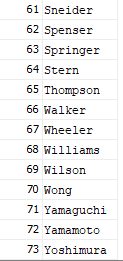 61 Sneider
62 Spenser
63 Springer
64 Stern
65 Thompson
66 Walker
67 Wheeler
68 Williams
69 Wilson
70 Wong
71 Yamaguchi
72 Yamamoto
73 Yoshimura